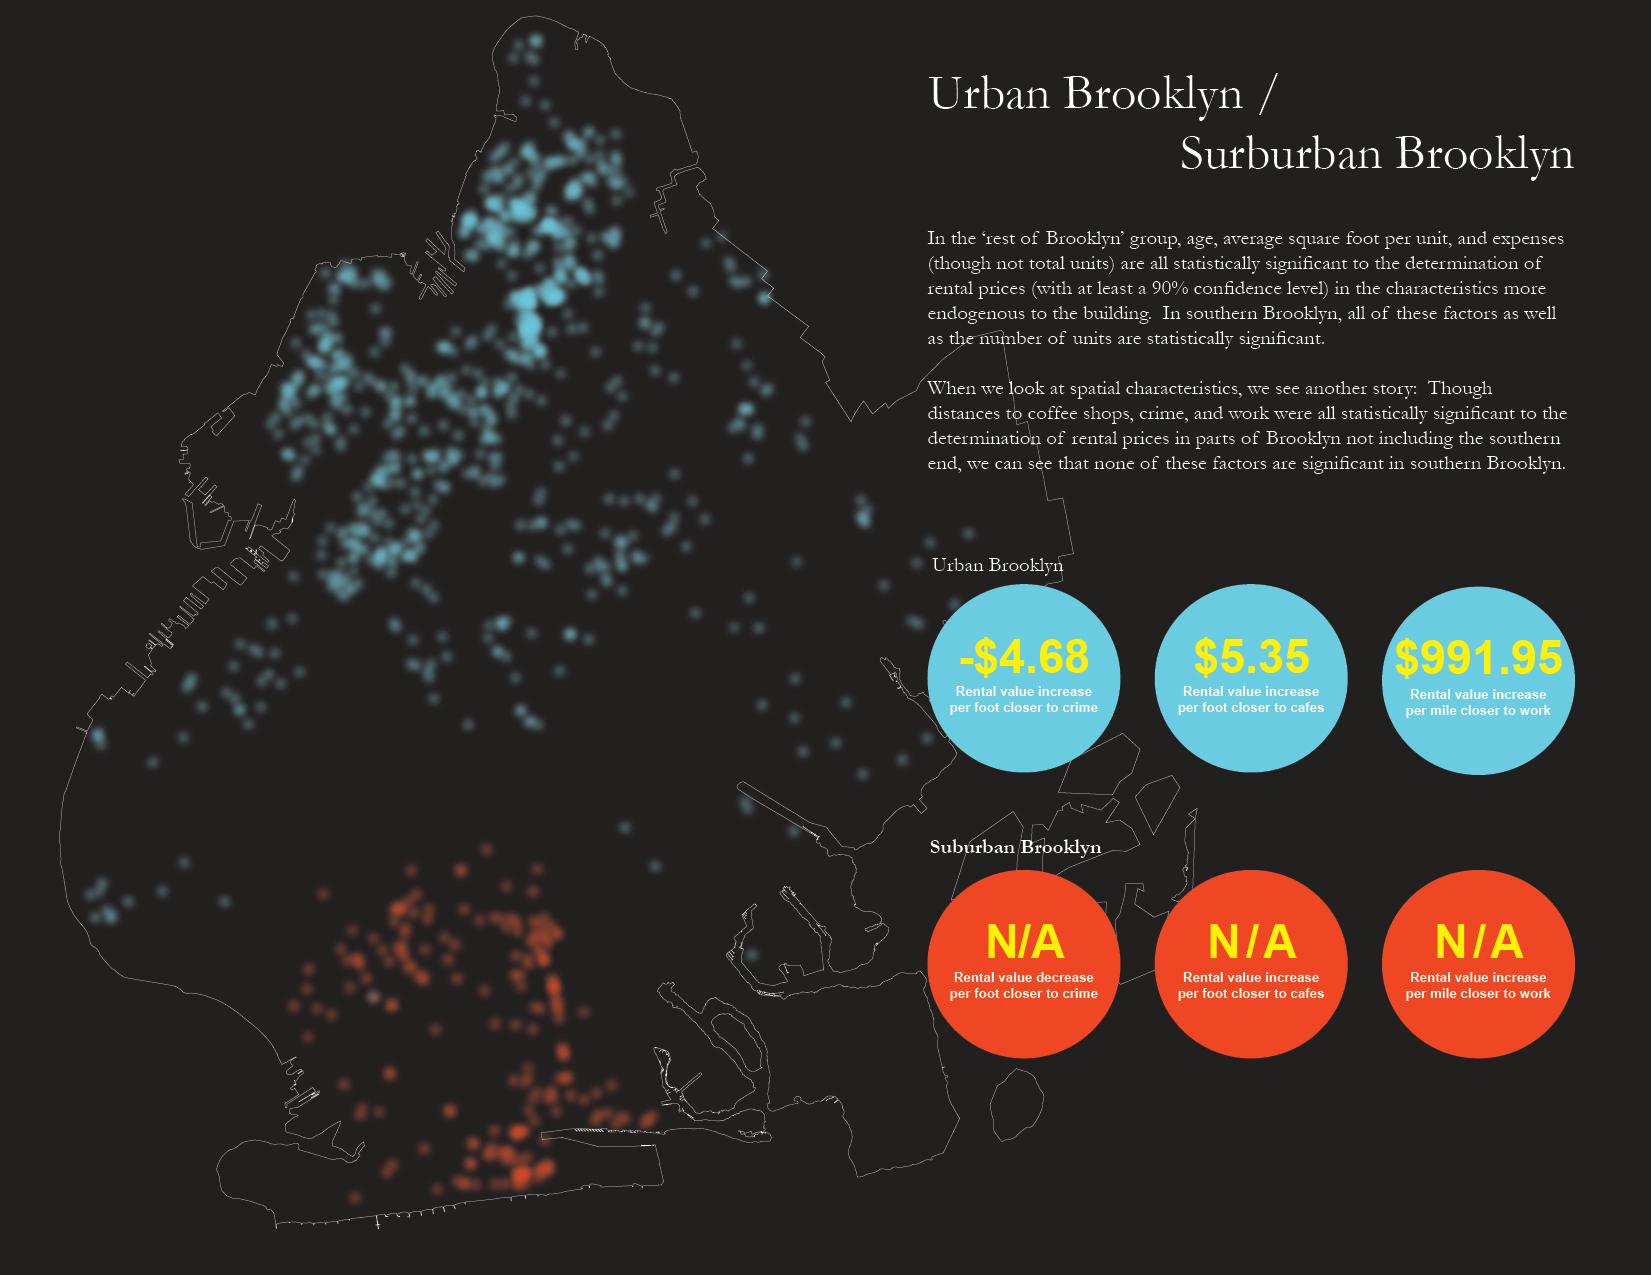 Urban Brooklyn /
Surburban Brooklyn
In the ‘rest of Brooklyn’ group, age, average square foot per unit, and expenses
(though not total units) are all statistically significant to the determination of
rental prices (with at least a 90% confidence level) in the characteristics more
endogenous to the building.  In southern Brooklyn, all of these factors as well
as the number of units are statistically significant.
When we look at spatial characteristics, we see another story:  Though
distances to coffee shops, crime, and work were all statistically significant to the
determination of rental prices in parts of Brooklyn not including the southern
end, we can see that none of these factors are significant in southern Brooklyn.
Urban Brooklyn
-$4.68
Rental value increase
per foot closer to crime
$5.35
Rental value increase
per foot closer to cafes
$991.95
Rental value increase
per mile closer to work
Suburban Brooklyn
N/A
Rental value decrease
per foot closer to crime
N/A
Rental value increase
per foot closer to cafes
N/A
Rental value increase
per mile closer to work